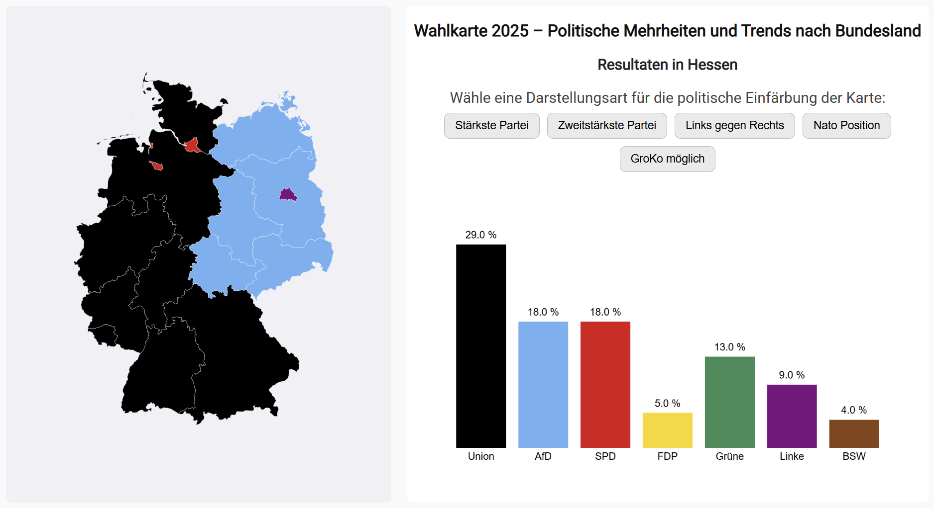 Wahlkarte 2025 – Politische Mehrheiten und Trends nach Bundesland
Resultaten in Hessen
Wähle eine Darstellungsart für die politische Einfärbung der Karte:
Stärkste Partei Zweitstärkste Partei Links gegen Rechts Nato Position
GroKo möglich
29.0 %
18.0 % 18.0 %
13.0 %
9.0 %
5.0 %
4.0 %
Union AfD SPD FDP Grüne Linke BSW